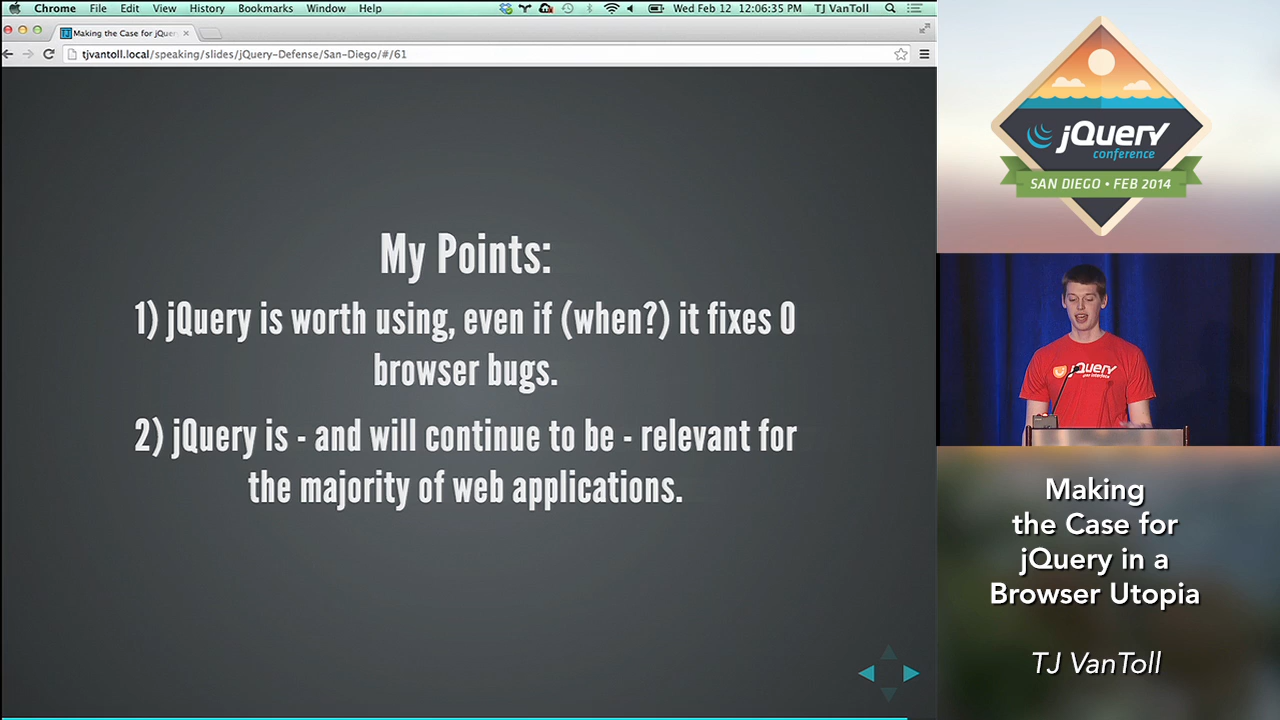 Chrome File Edit View History Bookmarks Window Help Wed Feb 12 12:06:35 PM TJ VanToll
Making the Case for jQuer
tjvantoll.local/speaking/slides/jQuery-Defense/San-Diego/#/61
My Points:
1) jQuery is worth using, even if (when?) it fixes 0
browser bugs.
2) jQuery is - and will continue to be - relevant for
the majority of web applications.
jQuery
conference
SAN DIEGO • FEB 2014
jQuery
user interface
Making
the Case for
jQuery in a
Browser Utopia
TJ VanToll